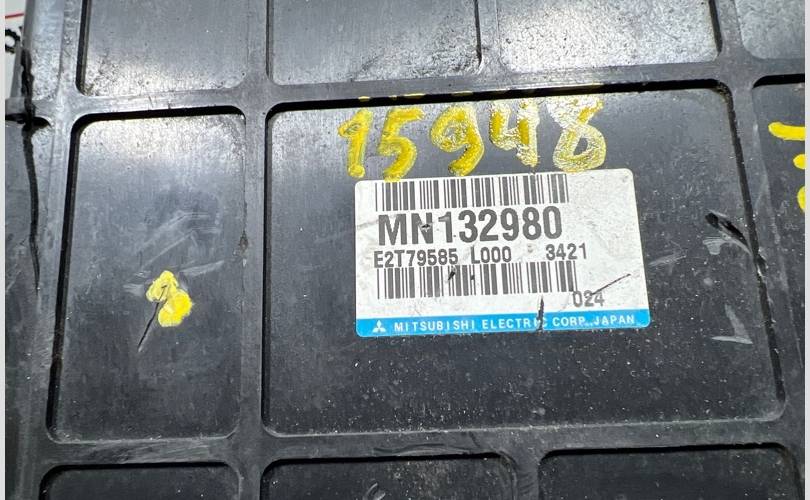 15948
MN132980
E2T79585 L000 3421
024
MITSUBISHI ELECTRIC CORP. JAPAN